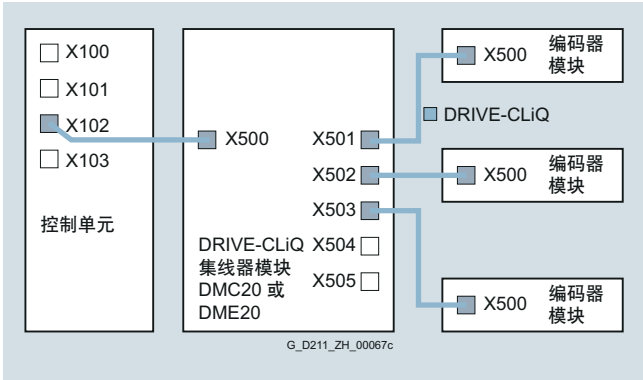 X100
X101
X102
X103
控制单元
X500
X501
X502
X503
X504
X505
DRIVE-CLiQ
集线器模块
DMC20 或
DME20
X500
编码器
模块
DRIVE-CLiQ
X500
编码器
模块
X500
编码器
模块
G_D211_ZH_00067c